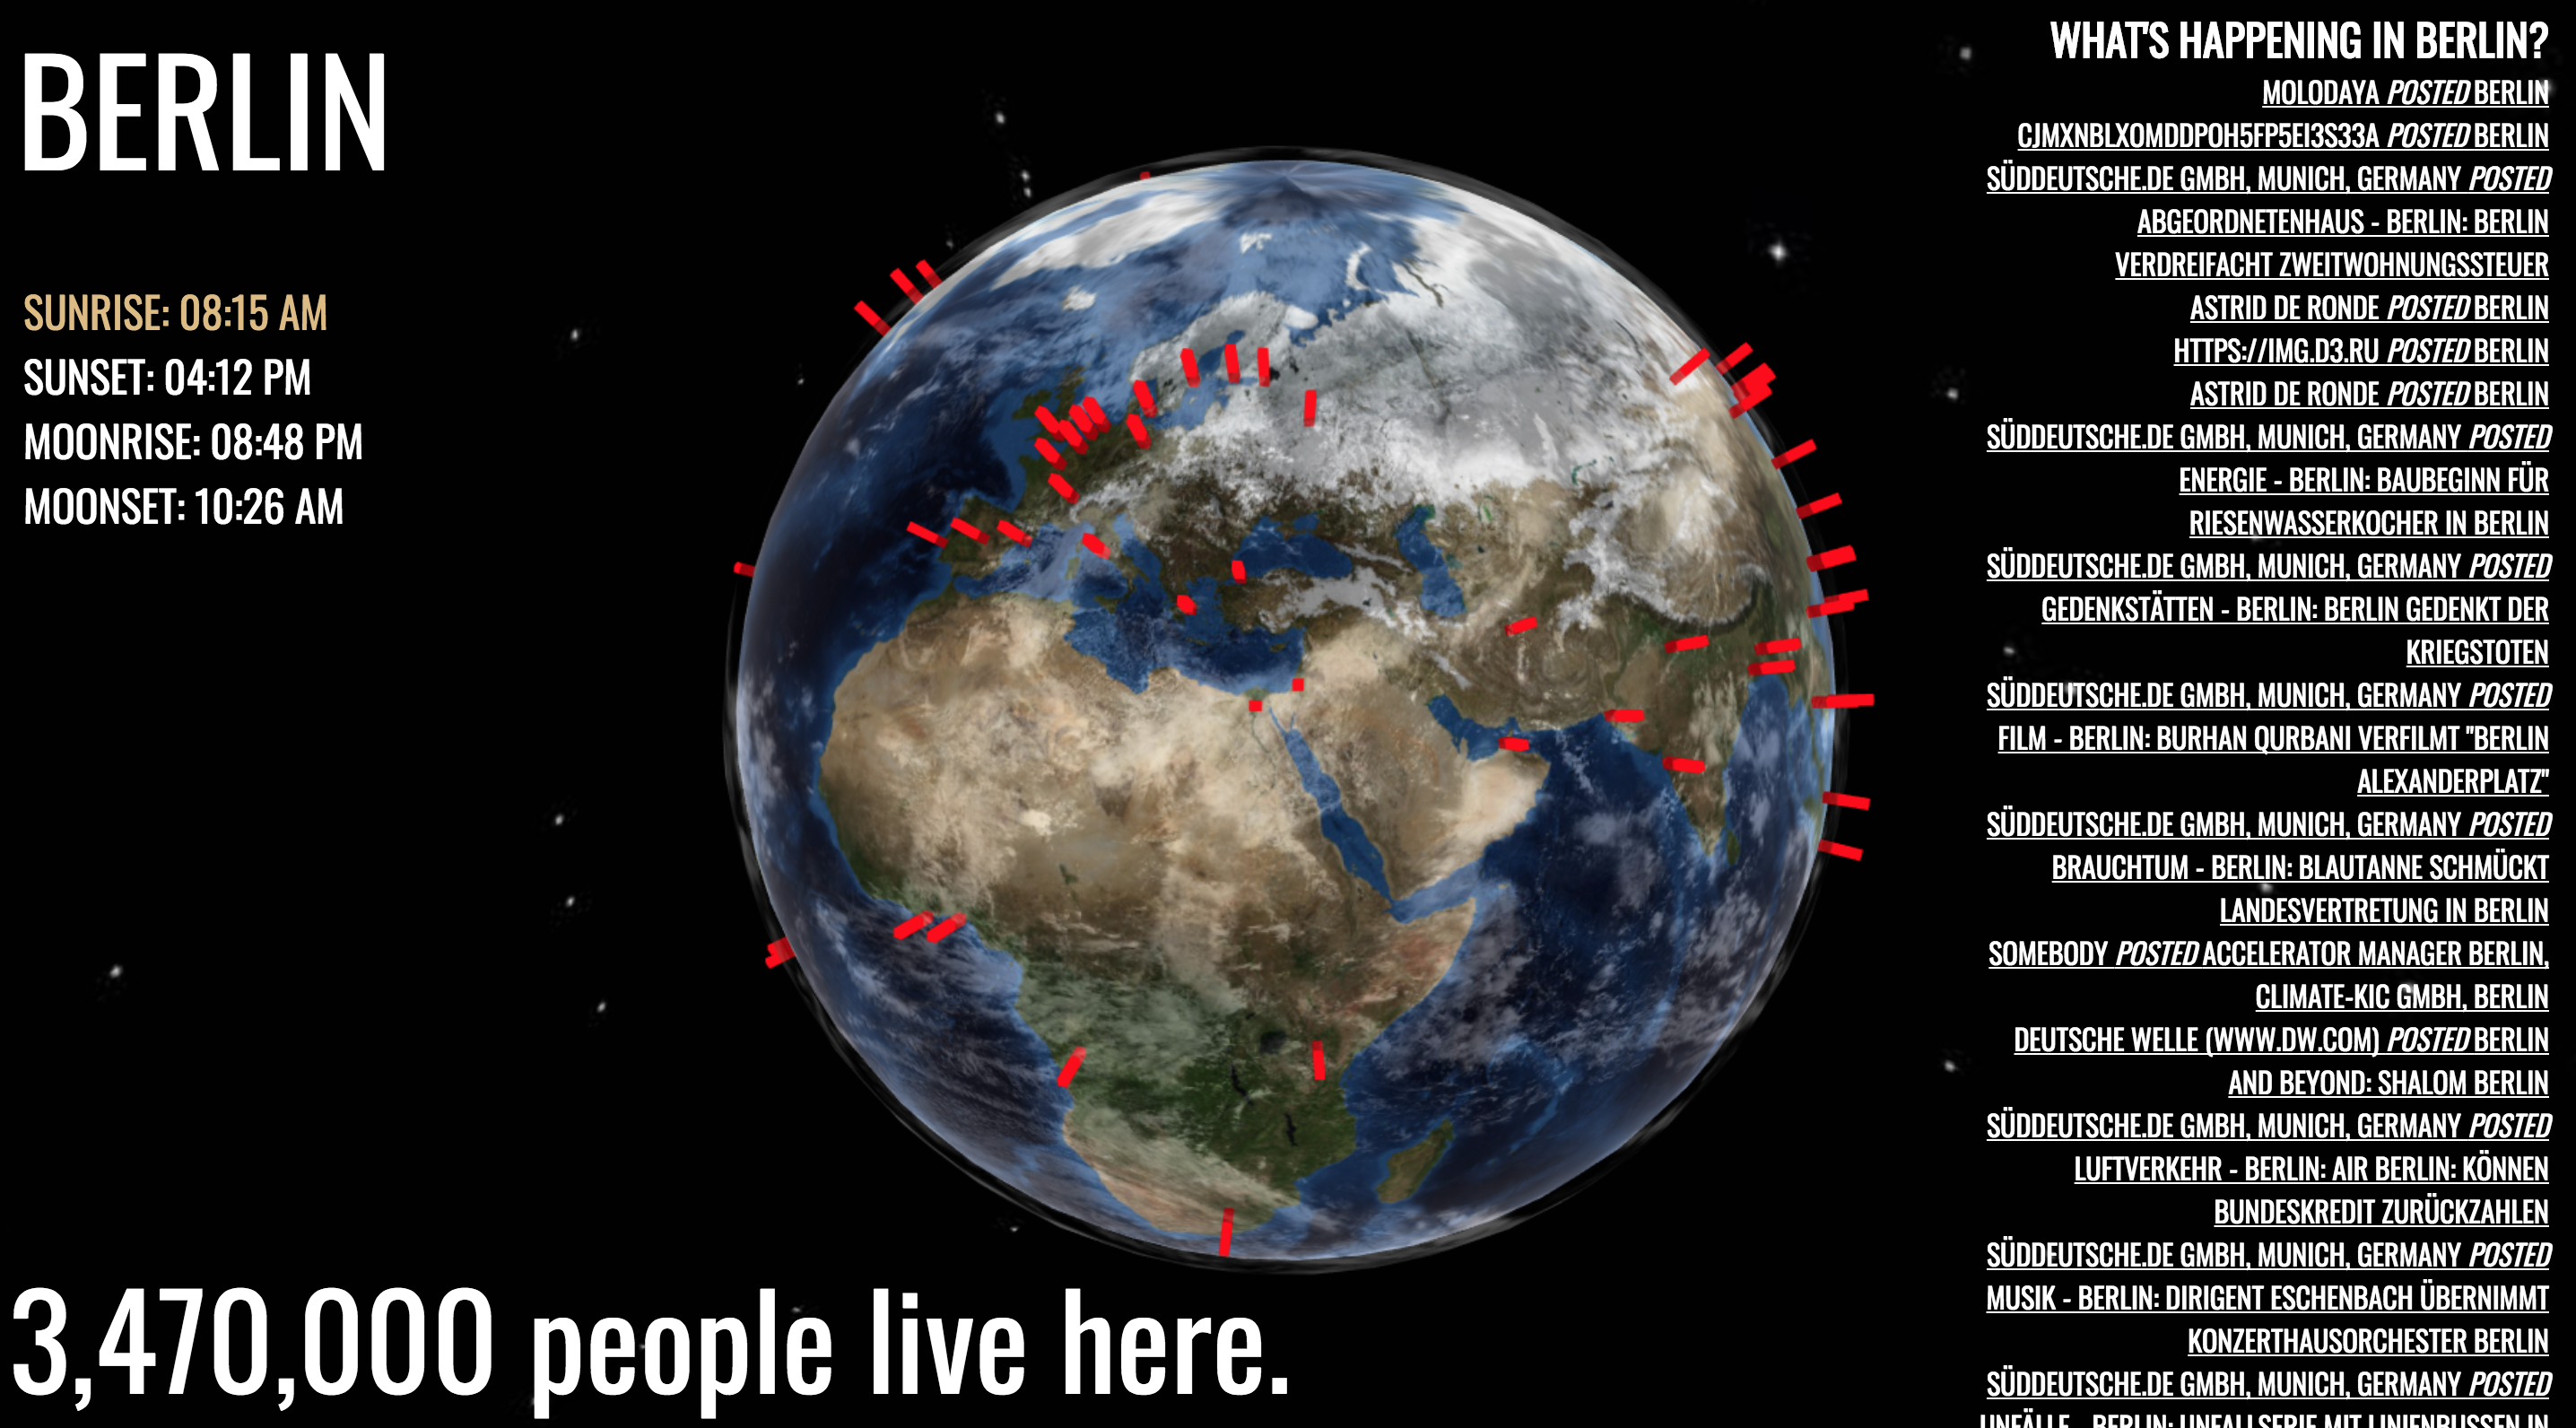 BERLIN
SUNRISE: 08:15 AM
SUNSET: 04:12 PM
MOONRISE: 08:48 PM
MOONSET: 10:26 AM
3,470,000 people live here.
WHAT'S HAPPENING IN BERLIN?
MOLODAYA POSTED BERLIN
CJMXNBLXOMDDPOH5FP5EI3S33A POSTED BERLIN
SÜDDEUTSCHE.DE GMBH, MUNICH, GERMANY POSTED
ABGEORDNETENHAUS - BERLIN: BERLIN
VERDREIFACHT ZWEITWOHNUNGSSTEUER
ASTRID DE RONDE POSTED BERLIN
HTTPS://IMG.D3.RU POSTED BERLIN
ASTRID DE RONDE POSTED BERLIN
SÜDDEUTSCHE.DE GMBH, MUNICH, GERMANY POSTED
ENERGIE - BERLIN: BAUBEGINN FÜR
RIESENWASSERKOCHER IN BERLIN
SÜDDEUTSCHE.DE GMBH, MUNICH, GERMANY POSTED
GEDENKSTÄTTEN - BERLIN: BERLIN GEDENKT DER
KRIEGSTOTEN
SÜDDEUTSCHE.DE GMBH, MUNICH, GERMANY POSTED
FILM - BERLIN: BURHAN QURBANI VERFILMT "BERLIN
ALEXANDERPLATZ"
SÜDDEUTSCHE.DE GMBH, MUNICH, GERMANY POSTED
BRAUCHTUM - BERLIN: BLAUTANNE SCHMÜCKT
LANDESVERTRETUNG IN BERLIN
SOMEBODY POSTED ACCELERATOR MANAGER BERLIN,
CLIMATE-KIC GMBH, BERLIN
DEUTSCHE WELLE (WWW.DW.COM) POSTED BERLIN
AND BEYOND: SHALOM BERLIN
SÜDDEUTSCHE.DE GMBH, MUNICH, GERMANY POSTED
LUFTVERKEHR - BERLIN: AIR BERLIN: KÖNNEN
BUNDESKREDIT ZURÜCKZAHLEN
SÜDDEUTSCHE.DE GMBH, MUNICH, GERMANY POSTED
MUSIK - BERLIN: DIRIGENT ESCHENBACH ÜBERNIMMT
KONZERTHAUSORCHESTER BERLIN
SÜDDEUTSCHE.DE GMBH, MUNICH, GERMANY POSTED
UNFÄLLE - BERLIN: UNFALLSERIE MIT LINIENBUSSEN IN